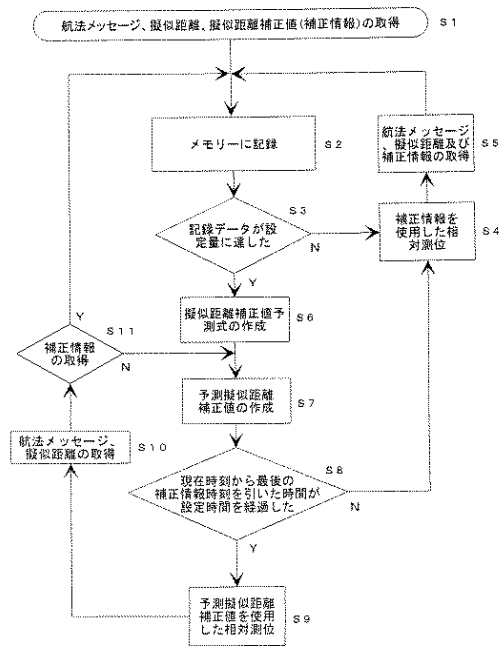 航法メッセージ、擬似距離、擬似距離補正値(補正情報)の取得
S1
メモリーに記録
S2
航法メッセージ
、擬似距離及び
補正情報の取得
S5
記録データが設
定量に達した
S3
N
Y
補正情報を
使用した相
対測位
S4
擬似距離補正値予
測式の作成
S6
Y
補正情報
の取得
S11
N
予測擬似距離
補正値の作成
S7
航法メッセージ、
擬似距離の取得
S10
現在時刻から最後の
補正情報時刻を引いた時間が
設定時間を経過した
S8
N
Y
予測擬似距離
補正値を使用
した相対測位
S9